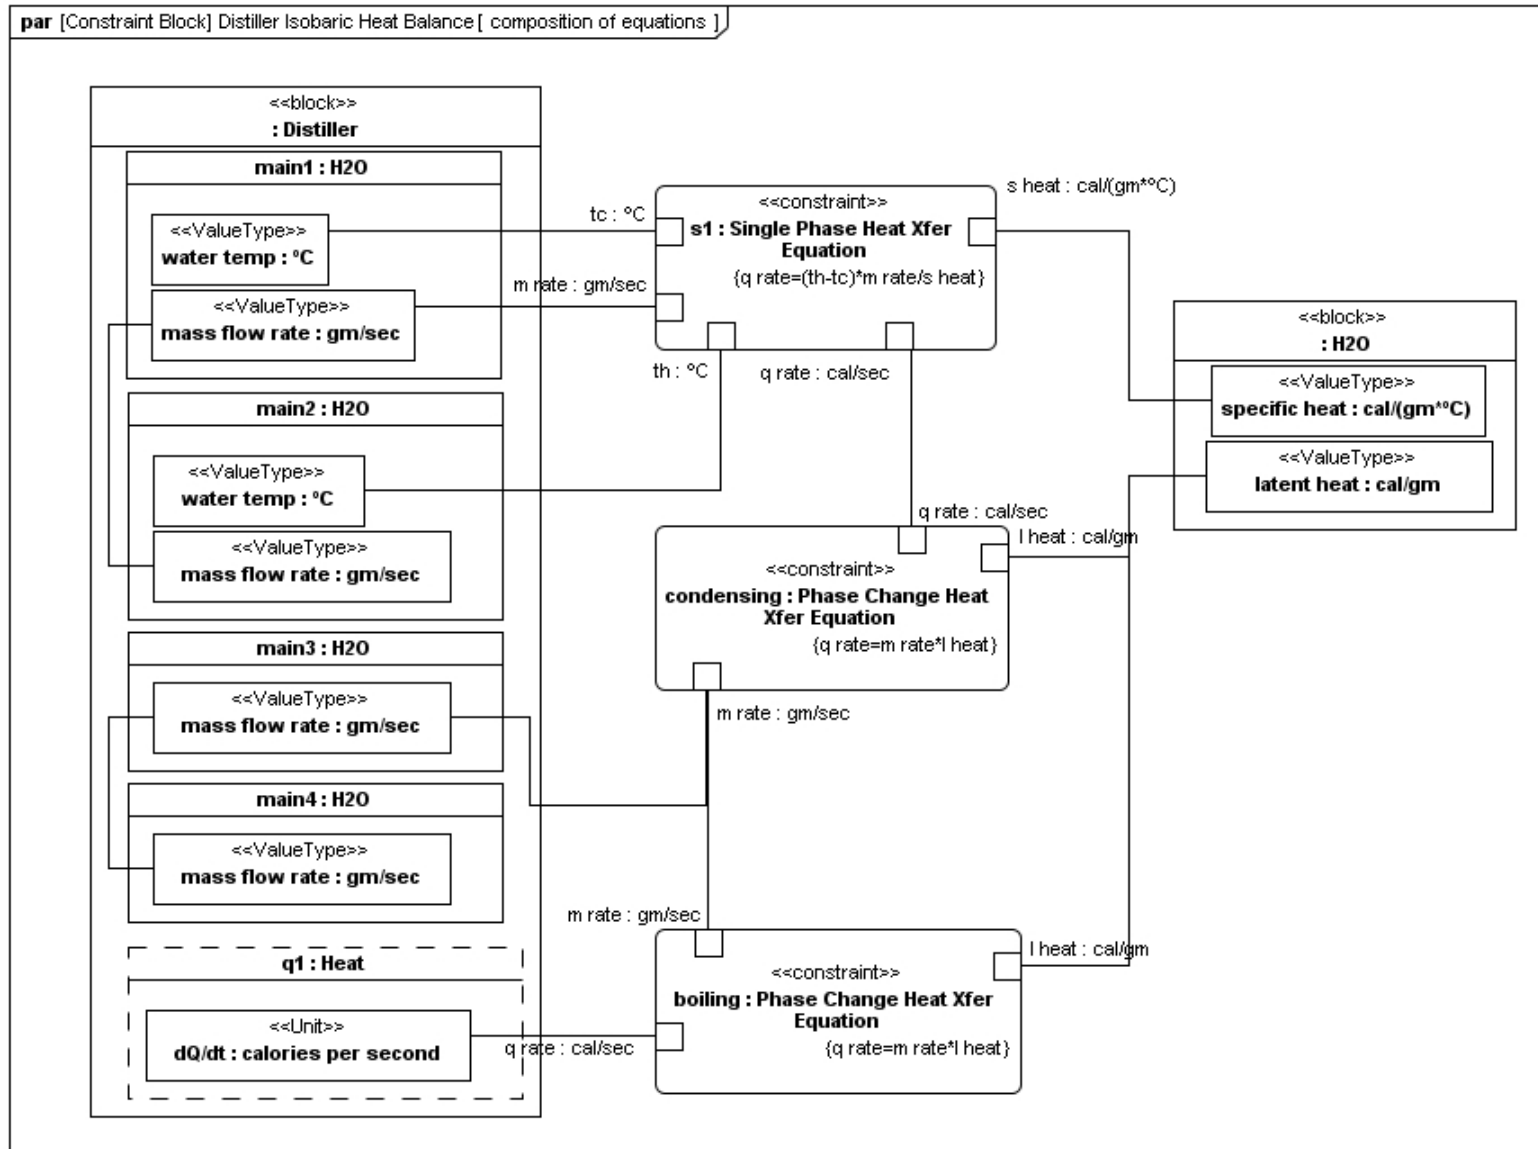 par [Constraint Block] Distiller Isobaric Heat Balance [ composition of equations ]
<<block>>
: Distiller
main1 : H2O
<<ValueType>>
water temp : ºC
<<ValueType>>
mass flow rate : gm/sec
main2 : H2O
<<ValueType>>
water temp : ºC
<<ValueType>>
mass flow rate : gm/sec
main3 : H2O
<<ValueType>>
mass flow rate : gm/sec
main4 : H2O
<<ValueType>>
mass flow rate : gm/sec
q1 : Heat
<<Unit>>
dQ/dt : calories per second
tc : ºC
m rate : gm/sec
th : ºC
q rate : cal/sec
s heat : cal/(gm*ºC)
<<constraint>>
s1 : Single Phase Heat Xfer
Equation
{q rate=(th-tc)*m rate/s heat}
q rate : cal/sec
l heat : cal/gm
<<constraint>>
condensing : Phase Change Heat
Xfer Equation
{q rate=m rate*l heat}
m rate : gm/sec
m rate : gm/sec
l heat : cal/gm
<<constraint>>
boiling : Phase Change Heat Xfer
Equation
{q rate=m rate*l heat}
q rate : cal/sec
<<block>>
: H2O
<<ValueType>>
specific heat : cal/(gm*ºC)
<<ValueType>>
latent heat : cal/gm